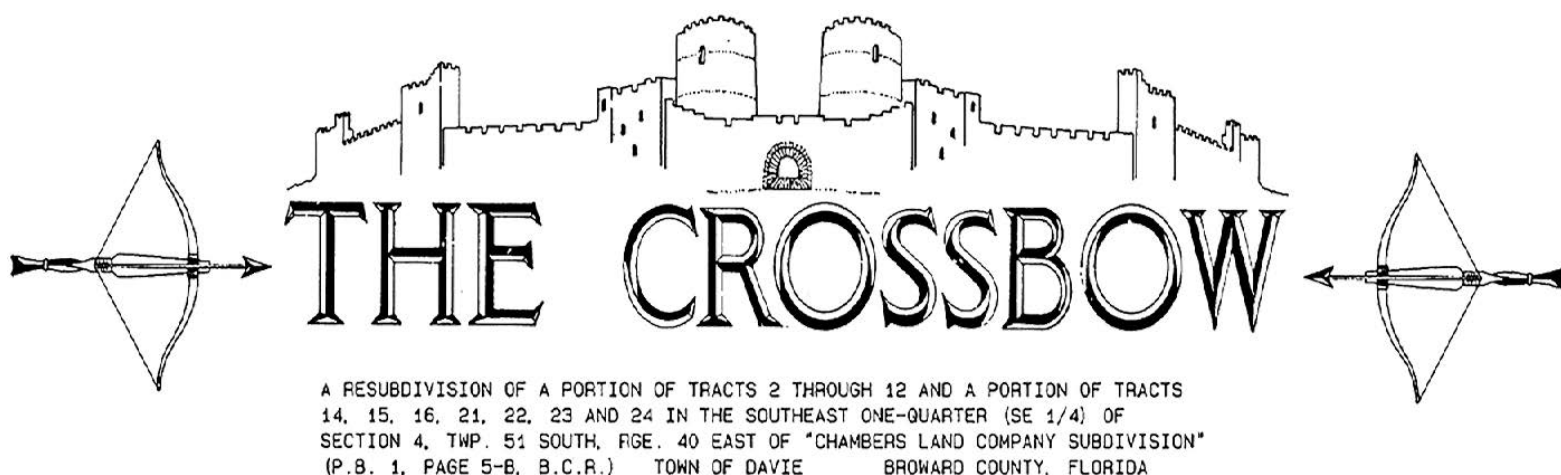 THE CROSSBOW
A RESUBDIVISION OF A PORTION OF TRACTS 2 THROUGH 12 AND A PORTION OF TRACTS
14, 15, 16, 21, 22, 23 AND 24 IN THE SOUTHEAST ONE-QUARTER (SE 1/4) OF
SECTION 4, TWP. 51 SOUTH, RGE. 40 EAST OF "CHAMBERS LAND COMPANY SUBDIVISION"
(P.B. 1, PAGE 5-B, B.C.R.) TOWN OF DAVIE BROWARD COUNTY, FLORIDA